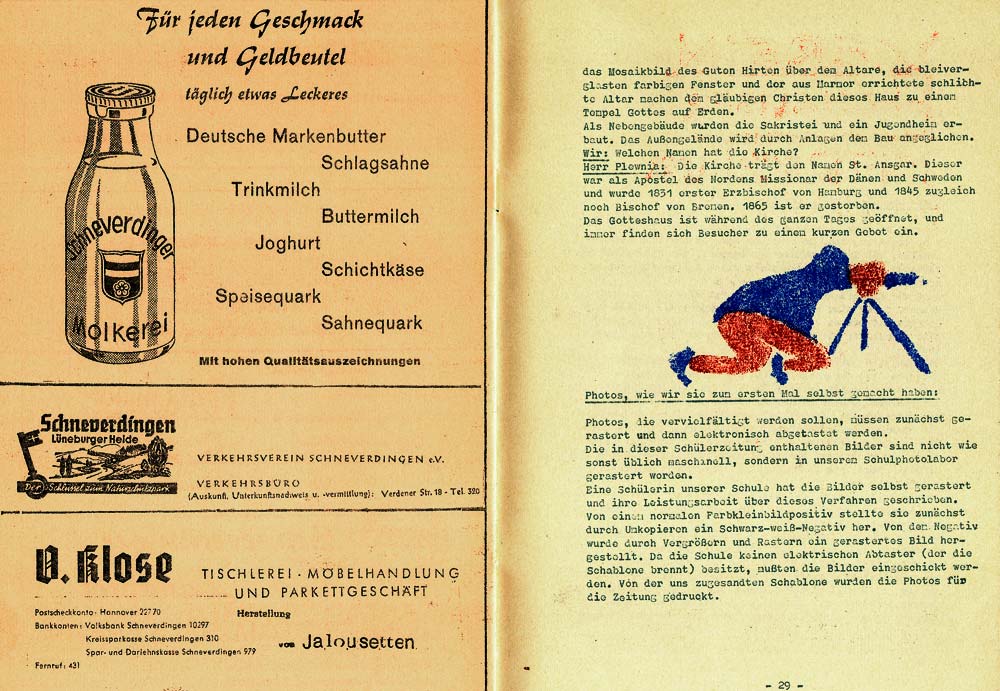 Für jeden Geschmack
und Geldbeutel
täglich etwas Leckeres
Deutsche Markenbutter
Schlagsahne
Trinkmilch
Buttermilch
Joghurt
Schichtkäse
Speisequark
Sahnequark
Mit hohen Qualitätsauszeichnungen
Schneverdinger
Molkerei
Schneverdingen
Lüneburger Heide
Der Schlüssel zum Naturschutzpark
VERKEHRSVEREIN SCHNEVERDINGEN e.V.
VERKEHRSBÜRO
(Auskunft, Unterkunftsnachweis u. -vermittlung): Verdener Str. 18 - Tel. 320
O. Klose
TISCHLEREI · MÖBELHANDLUNG
UND PARKETTGESCHÄFT
Postscheckkonto: Hannover 22770
Bankkonten: Volksbank Schneverdingen 10297
Kreissparkasse Schneverdingen 310
Spar- und Darlehnskasse Schneverdingen 979
Fernruf: 431
Herstellung
von Jalousetten
das Mosaikbild des Guton Hirten über dem Altare, die bleiver-
glasten farbigen Fenster und der aus Marmor errichtete schlich-
te Altar machen dem gläubigen Christen dieses Haus zu einem
Tempel Gottes auf Erden.
Als Nebengebäude wurden die Sakristei und ein Jugendheim er-
baut. Das Außengelände wird durch Anlagen dem Bau angeglichen.
Wir: Welchen Namen hat die Kirche?
Herr Plewnia: Die Kirche trägt den Namen St. Ansgar. Dieser
war als Apostel des Nordens Missionar der Dänen und Schweden
und wurde 1831 erster Erzbischof von Hamburg und 1845 zugleich
noch Bischof von Bremen. 1865 ist er gestorben.
Das Gotteshaus ist während des ganzen Tages geöffnet, und
immer finden sich Besucher zu einem kurzen Gebet ein.
Photos, wie wir sie zum ersten Mal selbst gemacht haben:
Photos, die vervielfältigt werden sollen, müssen zunächst ge-
rastert und dann elektronisch abgetastet werden.
Die in dieser Schülerzeitung enthaltenen Bilder sind nicht wie
sonst üblich maschinell, sondern in unserem Schulphotolabor
gerastert worden.
Eine Schülerin unserer Schule hat die Bilder selbst gerastert
und ihre Leistungsarbeit über dieses Verfahren geschrieben.
Von einem normalen Farbkleinbildpositiv stellte sie zunächst
durch Umkopieren ein Schwarz-weiß-Negativ her. Von dem Negativ
wurde durch Vergrößern und Rastern ein gerastertes Bild her-
gestellt. Da die Schule keinen elektrischen Abtaster (der die
Schablone brennt) besitzt, mußten die Bilder eingeschickt wer-
den. Von der uns zugesandten Schablone wurden die Photos für
die Zeitung gedruckt.
- 29 -